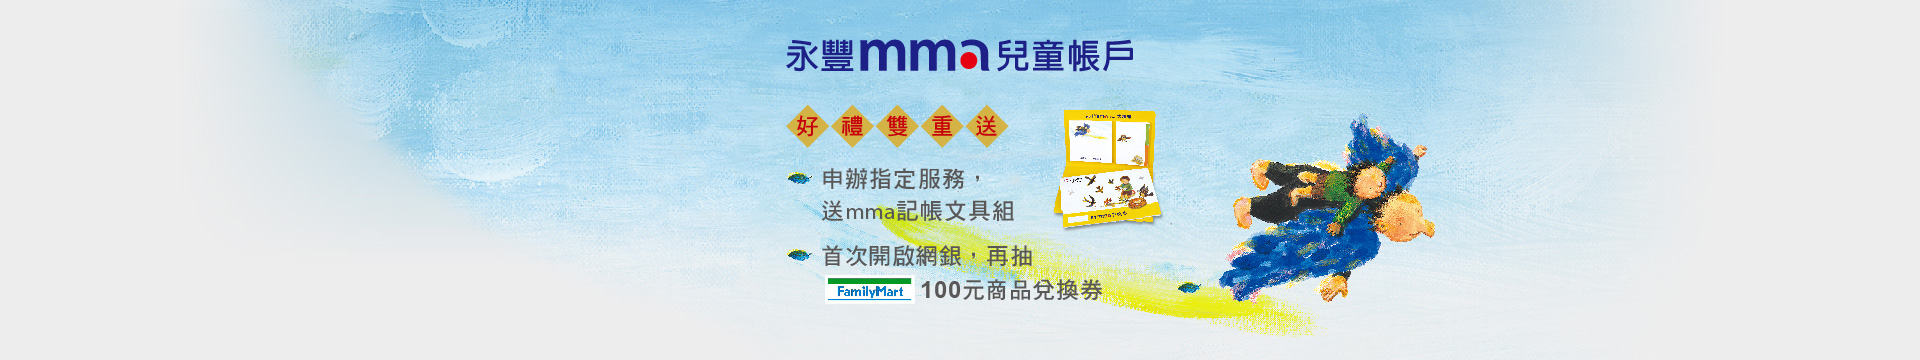 永豐mma兒童帳戶
好禮雙重送
申辦指定服務，
送mma記帳文具組
首次開啟網銀，再抽
FamilyMart 100元商品兌換券